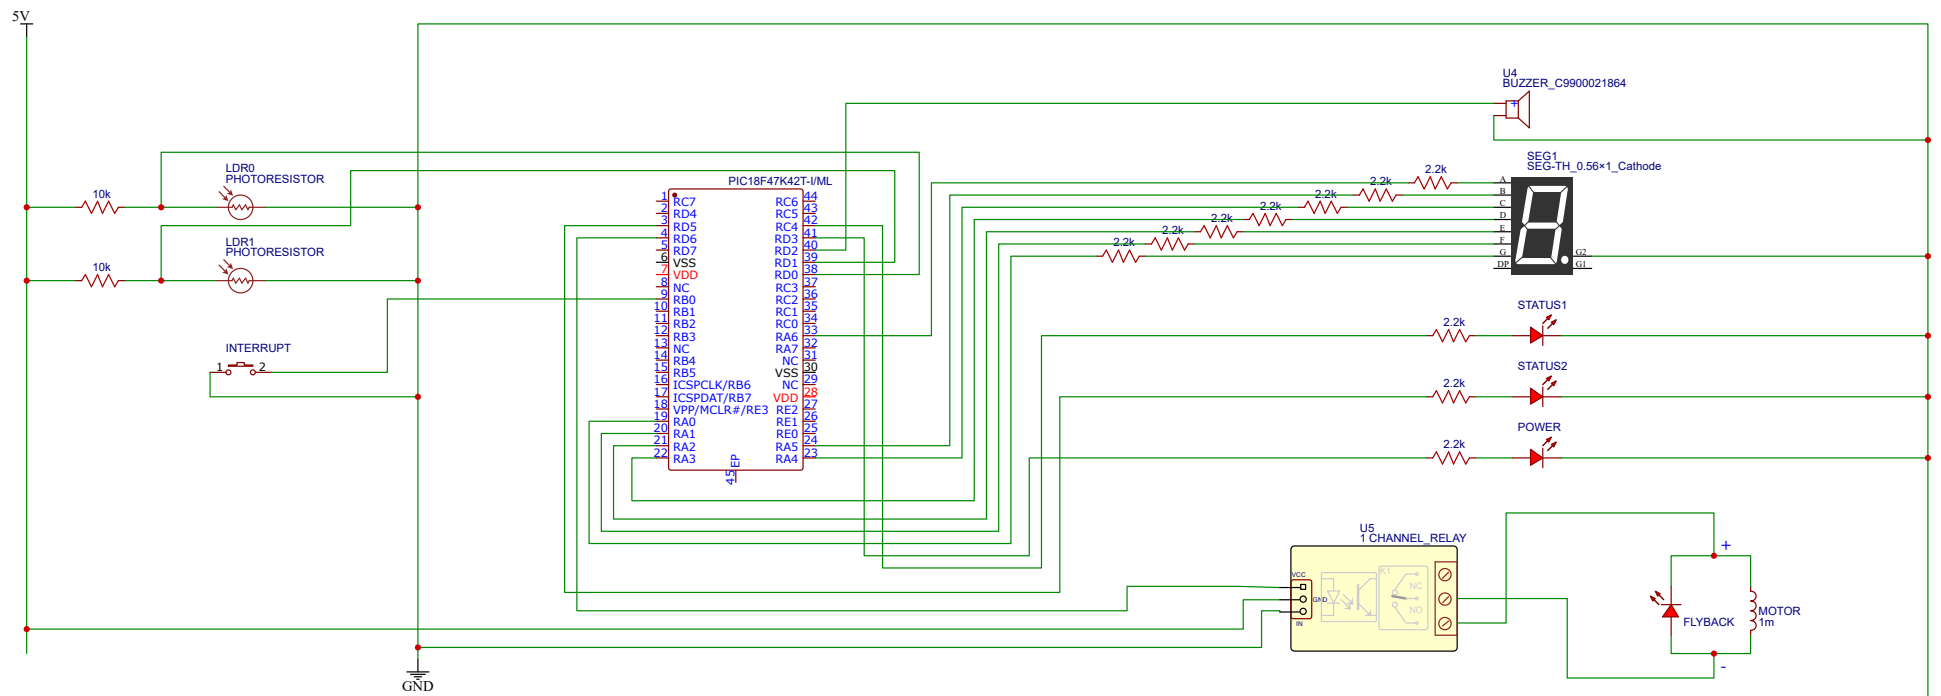 5V
U4
BUZZER_C9900021864
+
SEG1
SEG-TH_0.56×1_Cathode
2.2k
2.2k
2.2k
2.2k
2.2k
2.2k
2.2k
A
B
C
D
E
F
G
DP
G2
G1
10k
LDR0
PHOTORESISTOR
10k
LDR1
PHOTORESISTOR
INTERRUPT
1 2
PIC18F47K42T-I/ML
1 RC7 RC6 44
2 RD4 RC5 43
3 RD5 RC4 42
4 RD6 RD3 41
5 RD7 RD2 40
6 VSS RD1 39
7 VDD RD0 38
8 NC RC3 37
9 RB0 RC2 36
10 RB1 RC1 35
11 RB2 RC0 34
12 RB3 RA6 33
13 NC RA7 32
14 RB4 NC 31
15 RB5 VSS 30
16 ICSPCLK/RB6 NC 29
17 ICSPDAT/RB7 VDD 28
18 VPP/MCLR#/RE3 RE2 27
19 RA0 RE1 26
20 RA1 RE0 25
21 RA2 RA5 24
22 RA3 RA4 23
45 EP
STATUS1
2.2k
STATUS2
2.2k
POWER
2.2k
U5
1 CHANNEL_RELAY
VCC
GND
IN
K1
NC
NO
+
FLYBACK
MOTOR
1m
-
GND